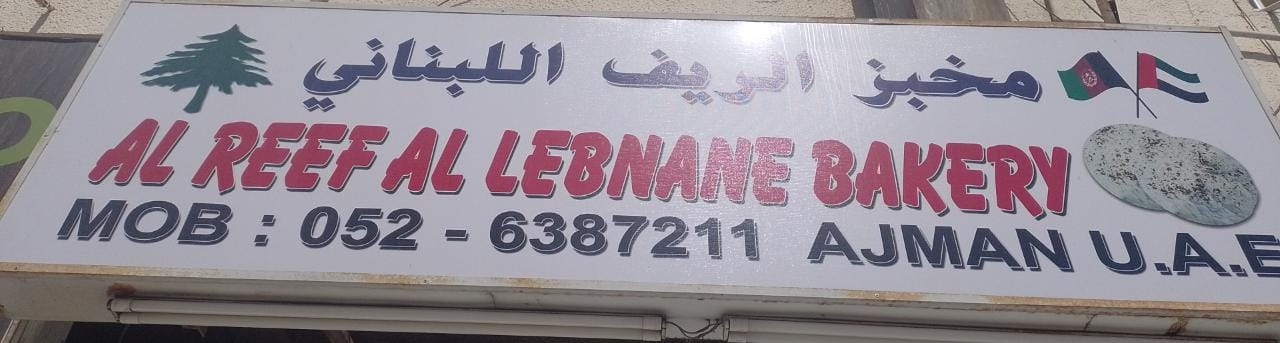 مخبز الريف اللبناني
AL REEF AL LEBNANE BAKERY
MOB : 052 - 6387211 AJMAN U.A.E